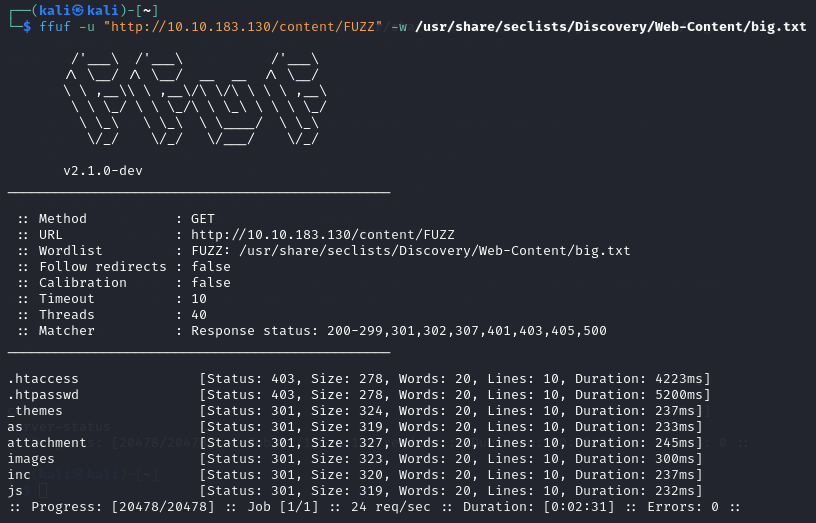 ┌──(kali㉿kali)-[~]
└─$ ffuf -u "http://10.10.183.130/content/FUZZ" -w /usr/share/seclists/Discovery/Web-Content/big.txt
v2.1.0-dev
:: Method : GET
:: URL : http://10.10.183.130/content/FUZZ
:: Wordlist : FUZZ: /usr/share/seclists/Discovery/Web-Content/big.txt
:: Follow redirects : false
:: Calibration : false
:: Timeout : 10
:: Threads : 40
:: Matcher : Response status: 200-299,301,302,307,401,403,405,500
.htaccess [Status: 403, Size: 278, Words: 20, Lines: 10, Duration: 4223ms]
.htpasswd [Status: 403, Size: 278, Words: 20, Lines: 10, Duration: 5200ms]
_themes [Status: 301, Size: 324, Words: 20, Lines: 10, Duration: 237ms]
as [Status: 301, Size: 319, Words: 20, Lines: 10, Duration: 233ms]
attachment [Status: 301, Size: 327, Words: 20, Lines: 10, Duration: 245ms]
images [Status: 301, Size: 323, Words: 20, Lines: 10, Duration: 300ms]
inc [Status: 301, Size: 320, Words: 20, Lines: 10, Duration: 237ms]
js [Status: 301, Size: 319, Words: 20, Lines: 10, Duration: 232ms]
:: Progress: [20478/20478] :: Job [1/1] :: 24 req/sec :: Duration: [0:02:31] :: Errors: 0 ::